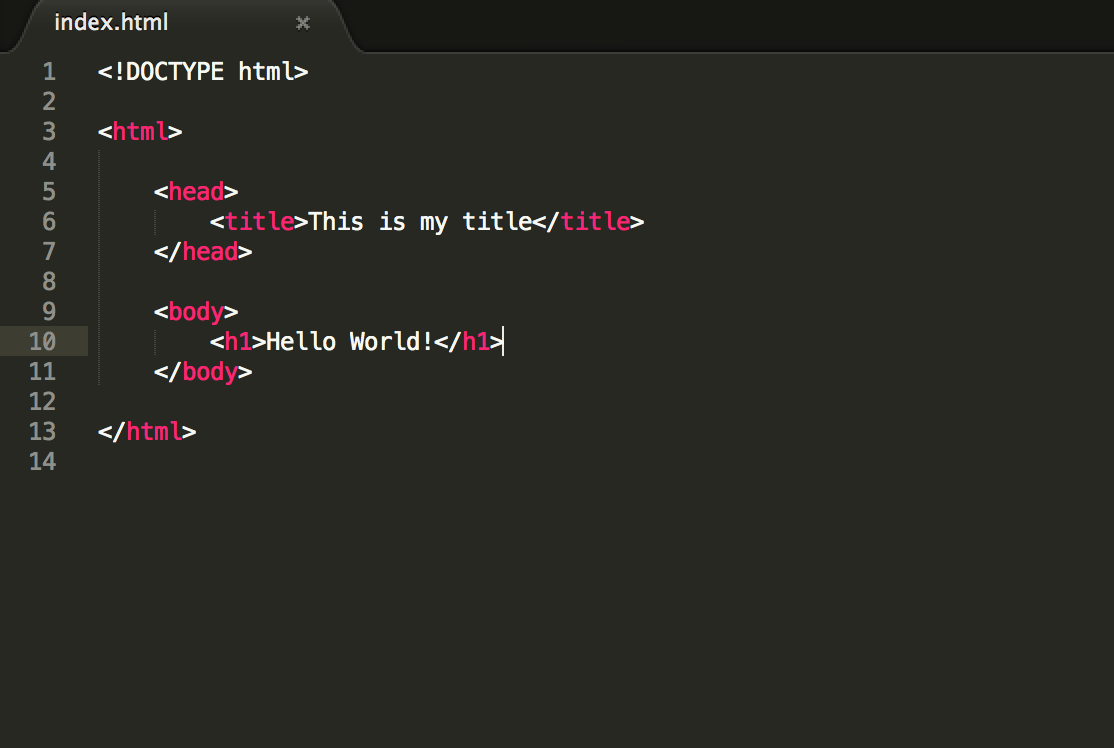 index.html ×
1 <!DOCTYPE html>
2
3 <html>
4
5     <head>
6         <title>This is my title</title>
7     </head>
8
9     <body>
10         <h1>Hello World!</h1>
11     </body>
12
13 </html>
14